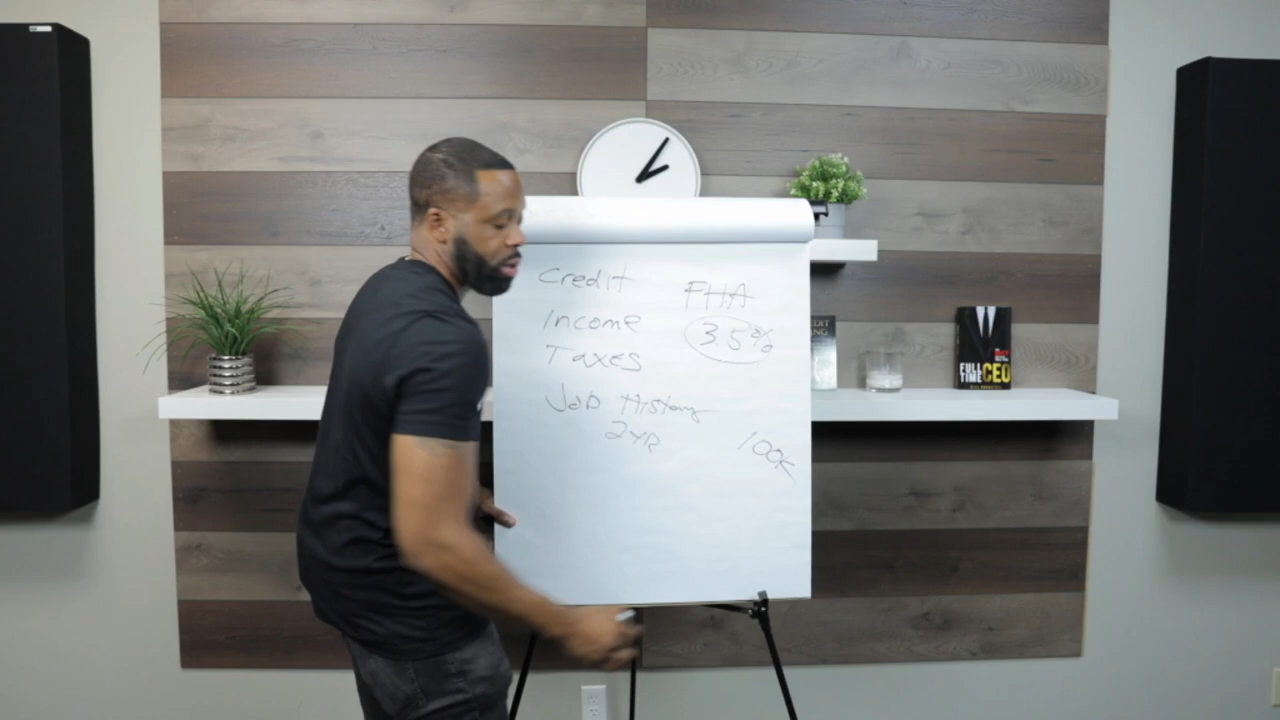 Credit
Income
Taxes
Job History
2YR
FHA
3.5%
100K
FULL
TIME CEO